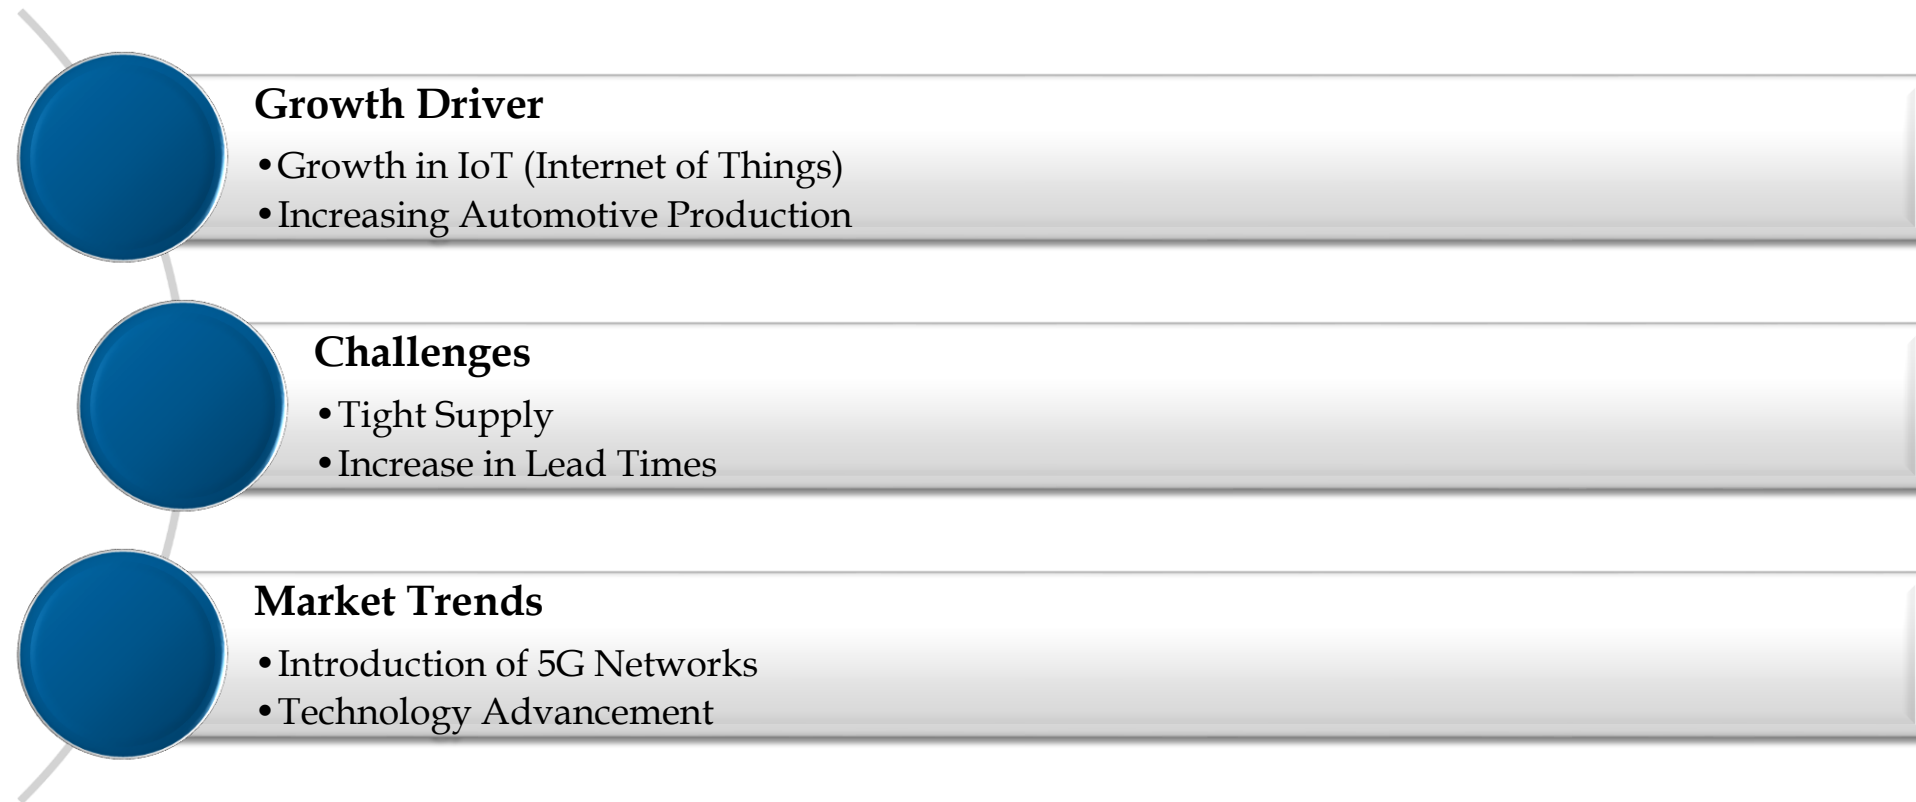 Growth Driver
•Growth in IoT (Internet of Things)
•Increasing Automotive Production
Challenges
•Tight Supply
•Increase in Lead Times
Market Trends
•Introduction of 5G Networks
•Technology Advancement